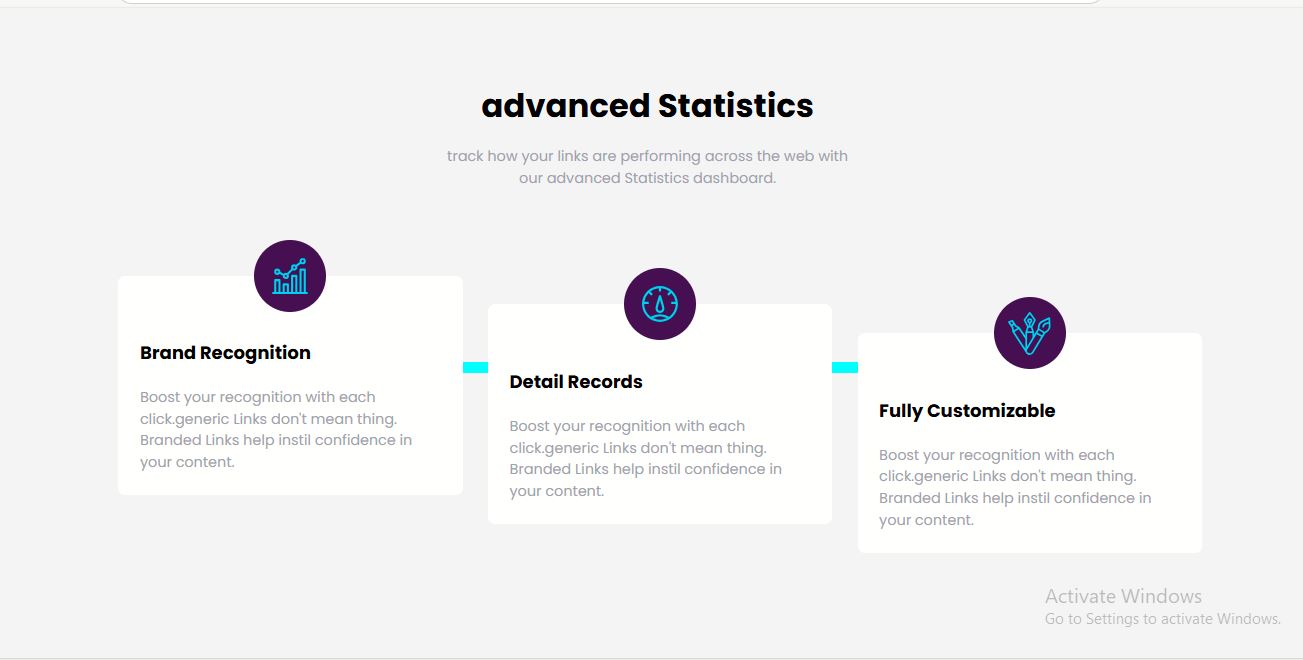 advanced Statistics
track how your links are performing across the web with
our advanced Statistics dashboard.
Brand Recognition
Boost your recognition with each
click.generic Links don't mean thing.
Branded Links help instil confidence in
your content.
Detail Records
Boost your recognition with each
click.generic Links don't mean thing.
Branded Links help instil confidence in
your content.
Fully Customizable
Boost your recognition with each
click.generic Links don't mean thing.
Branded Links help instil confidence in
your content.
Activate Windows
Go to Settings to activate Windows.